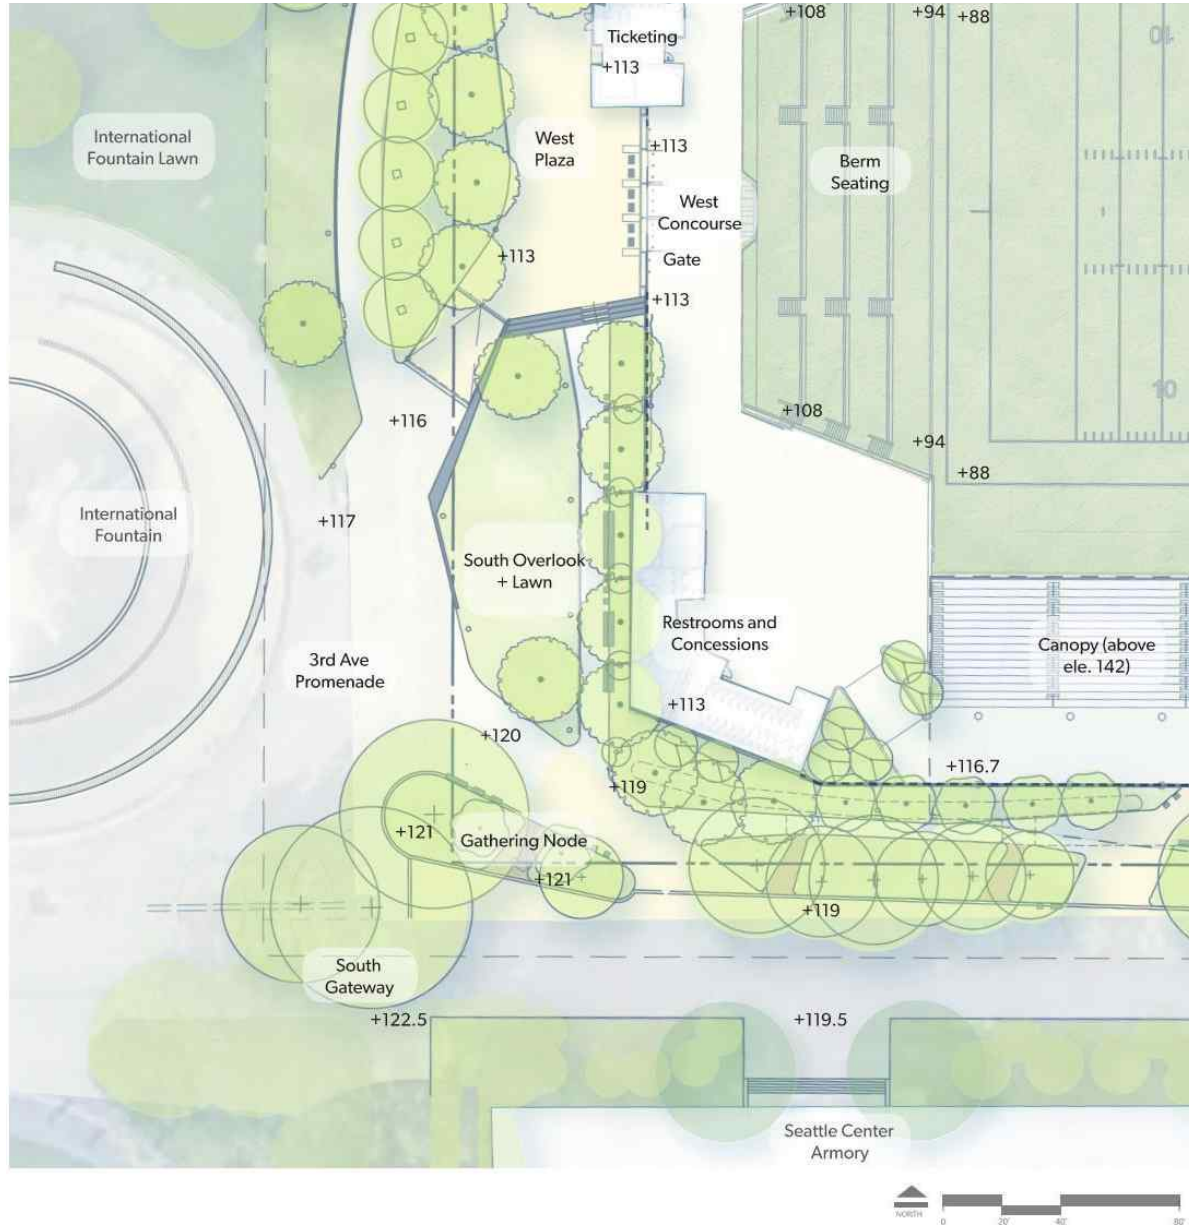 +108
+94
+88
10
Ticketing
+113
International
Fountain Lawn
West
Plaza
+113
Berm
Seating
West
Concourse
Gate
+113
+113
10
+108
+116
+94
+88
International
Fountain
+117
South Overlook
+ Lawn
Restrooms and
Concessions
Canopy (above
ele. 142)
3rd Ave
Promenade
+113
+120
+116.7
+119
+121
Gathering Node
+121
+119
South
Gateway
+122.5
+119.5
Seattle Center
Armory
NORTH
0
20'
40'
80'